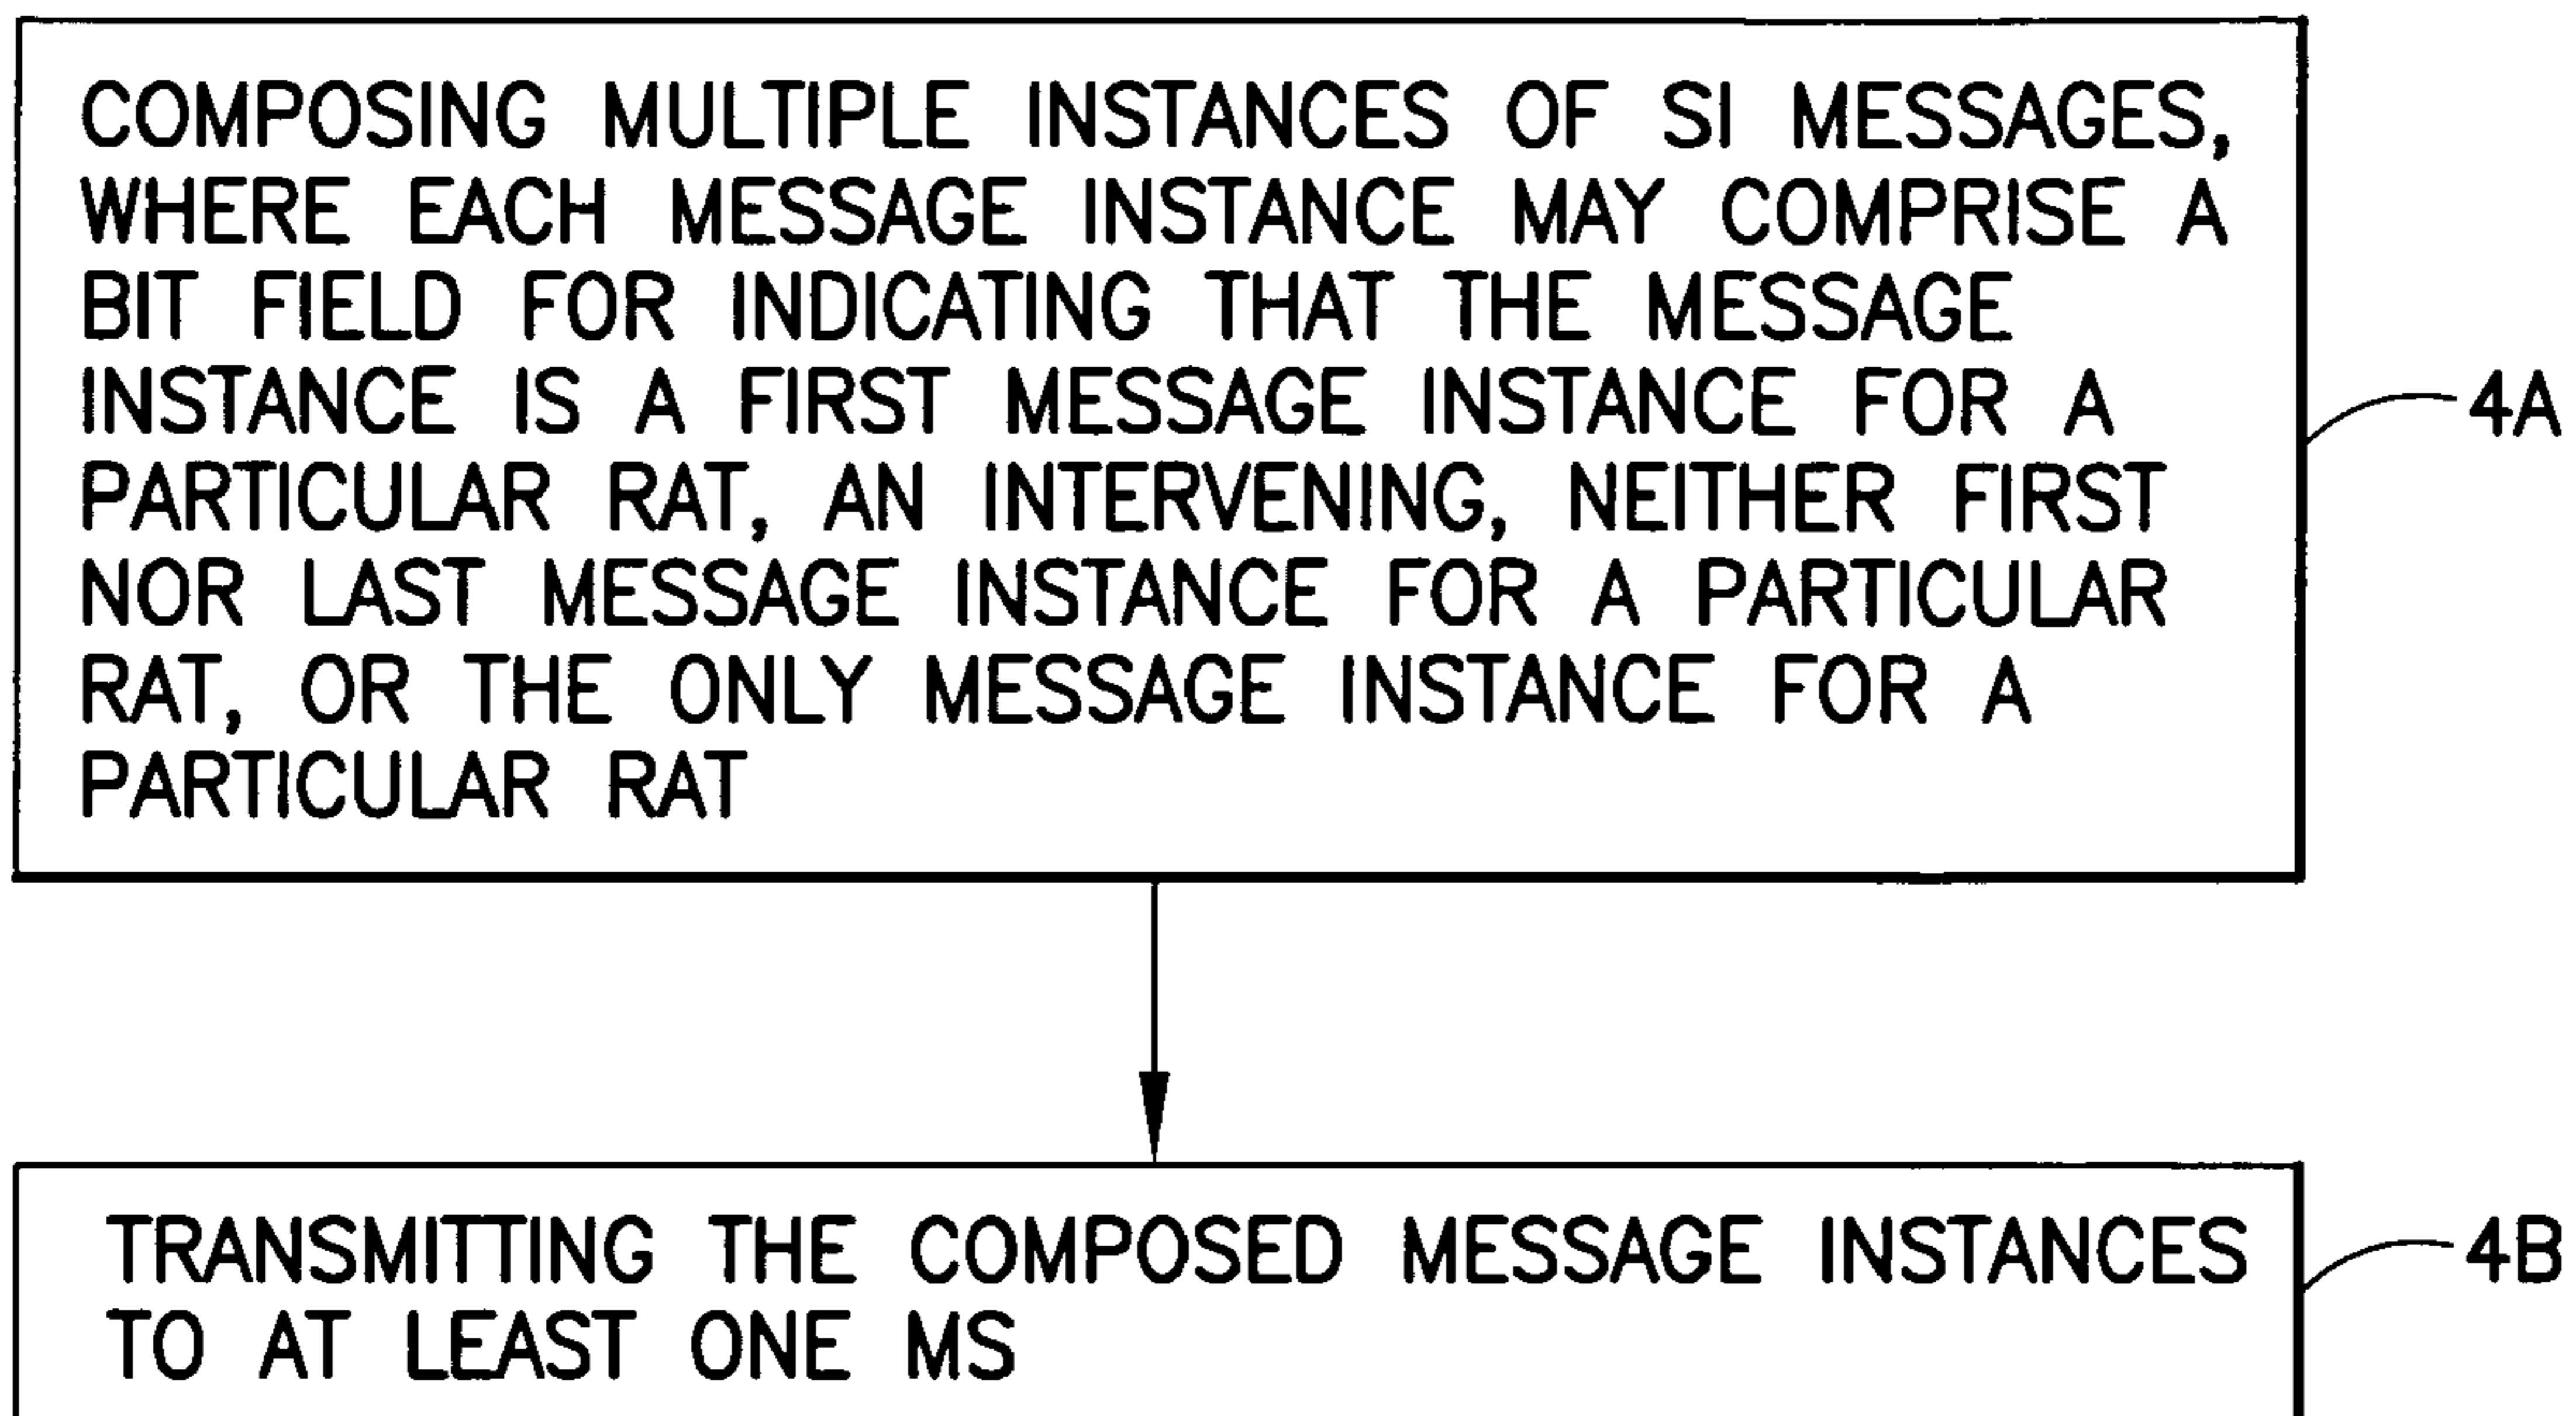 COMPOSING MULTIPLE INSTANCES OF SI MESSAGES,
WHERE EACH MESSAGE INSTANCE MAY COMPRISE A
BIT FIELD FOR INDICATING THAT THE MESSAGE
INSTANCE IS A FIRST MESSAGE INSTANCE FOR A
PARTICULAR RAT, AN INTERVENING, NEITHER FIRST
NOR LAST MESSAGE INSTANCE FOR A PARTICULAR
RAT, OR THE ONLY MESSAGE INSTANCE FOR A
PARTICULAR RAT
4A
TRANSMITTING THE COMPOSED MESSAGE INSTANCES
TO AT LEAST ONE MS
4B